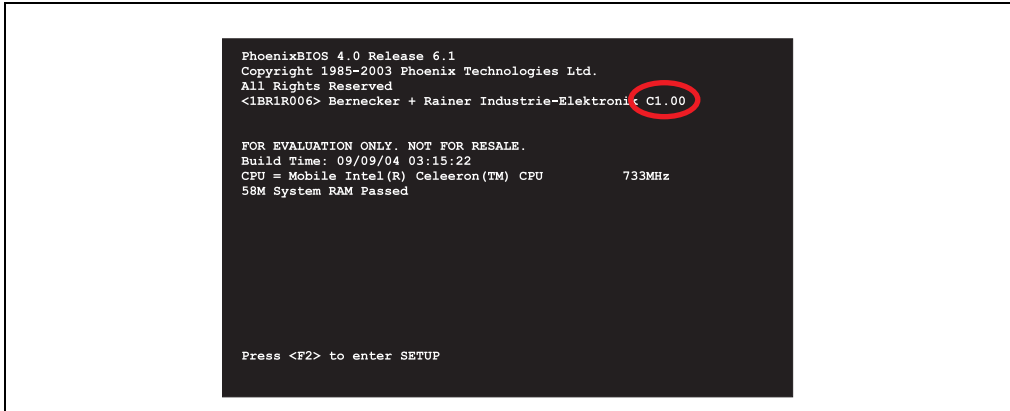 PhoenixBIOS 4.0 Release 6.1
Copyright 1985-2003 Phoenix Technologies Ltd.
All Rights Reserved
<1BR1R006> Bernecker + Rainer Industrie-Elektronik C1.00
FOR EVALUATION ONLY. NOT FOR RESALE.
Build Time: 09/09/04 03:15:22
CPU = Mobile Intel(R) Celeeron(TM) CPU 733MHz
58M System RAM Passed
Press <F2> to enter SETUP